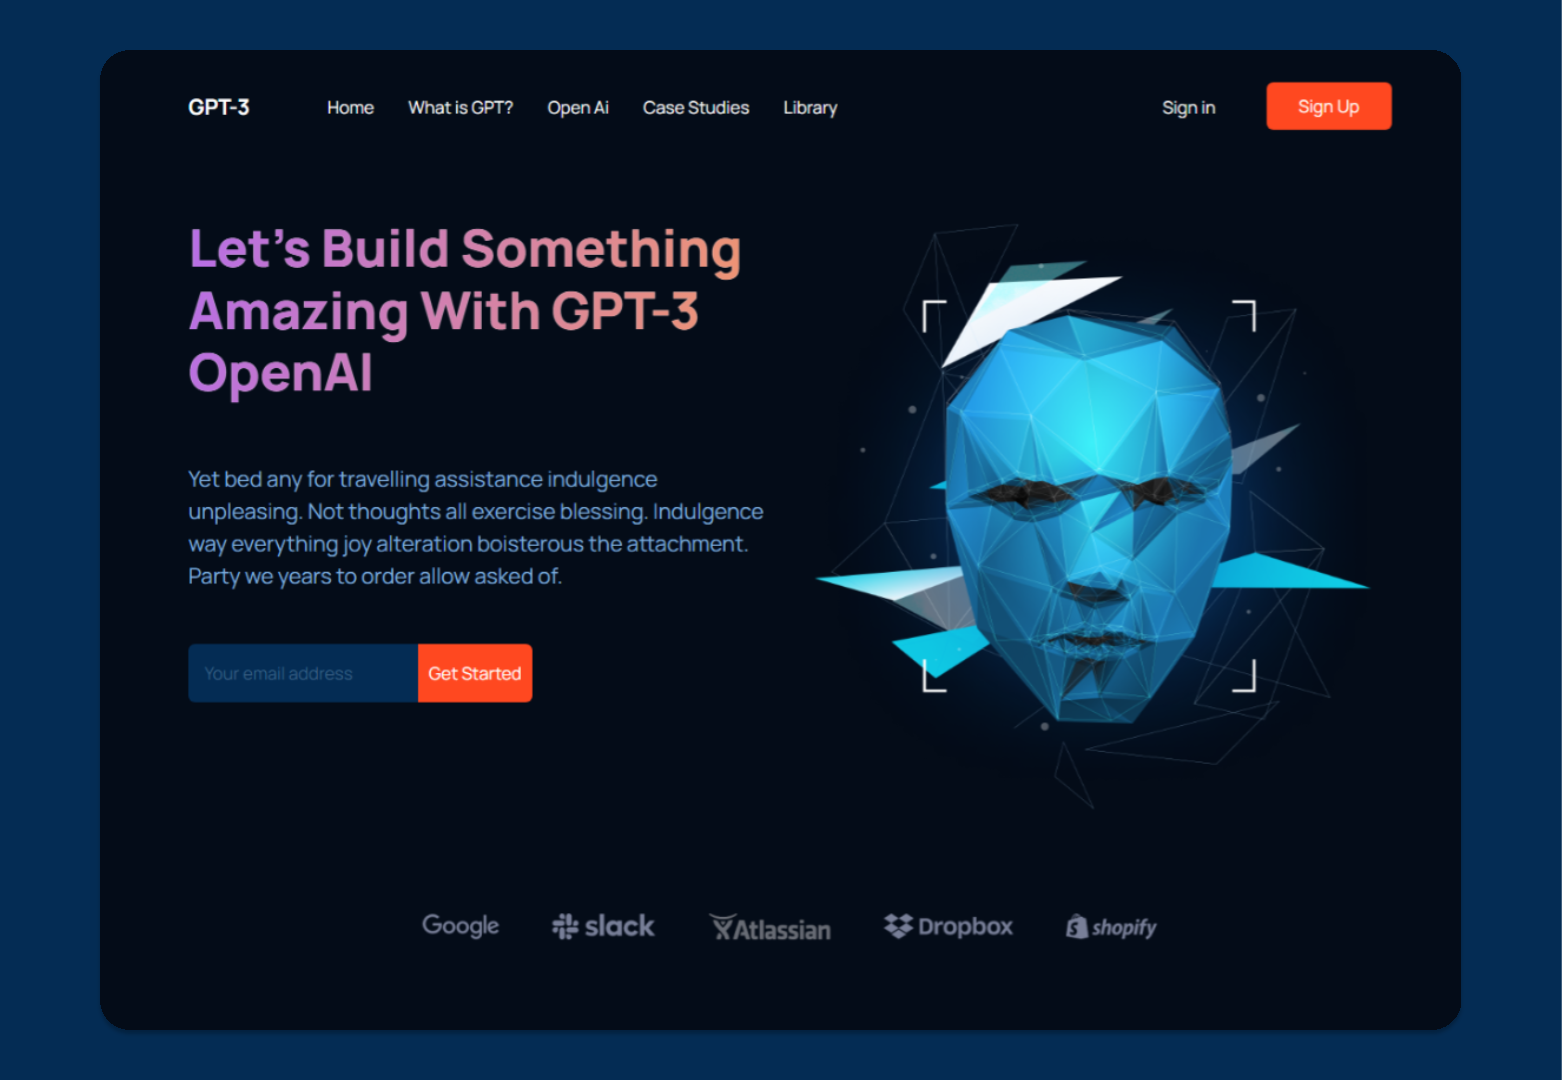 GPT-3 Home What is GPT? Open Ai Case Studies Library Sign in Sign Up
Let’s Build Something
Amazing With GPT-3
OpenAI
Yet bed any for travelling assistance indulgence
unpleasing. Not thoughts all exercise blessing. Indulgence
way everything joy alteration boisterous the attachment.
Party we years to order allow asked of.
Your email address Get Started
Google slack Atlassian Dropbox shopify